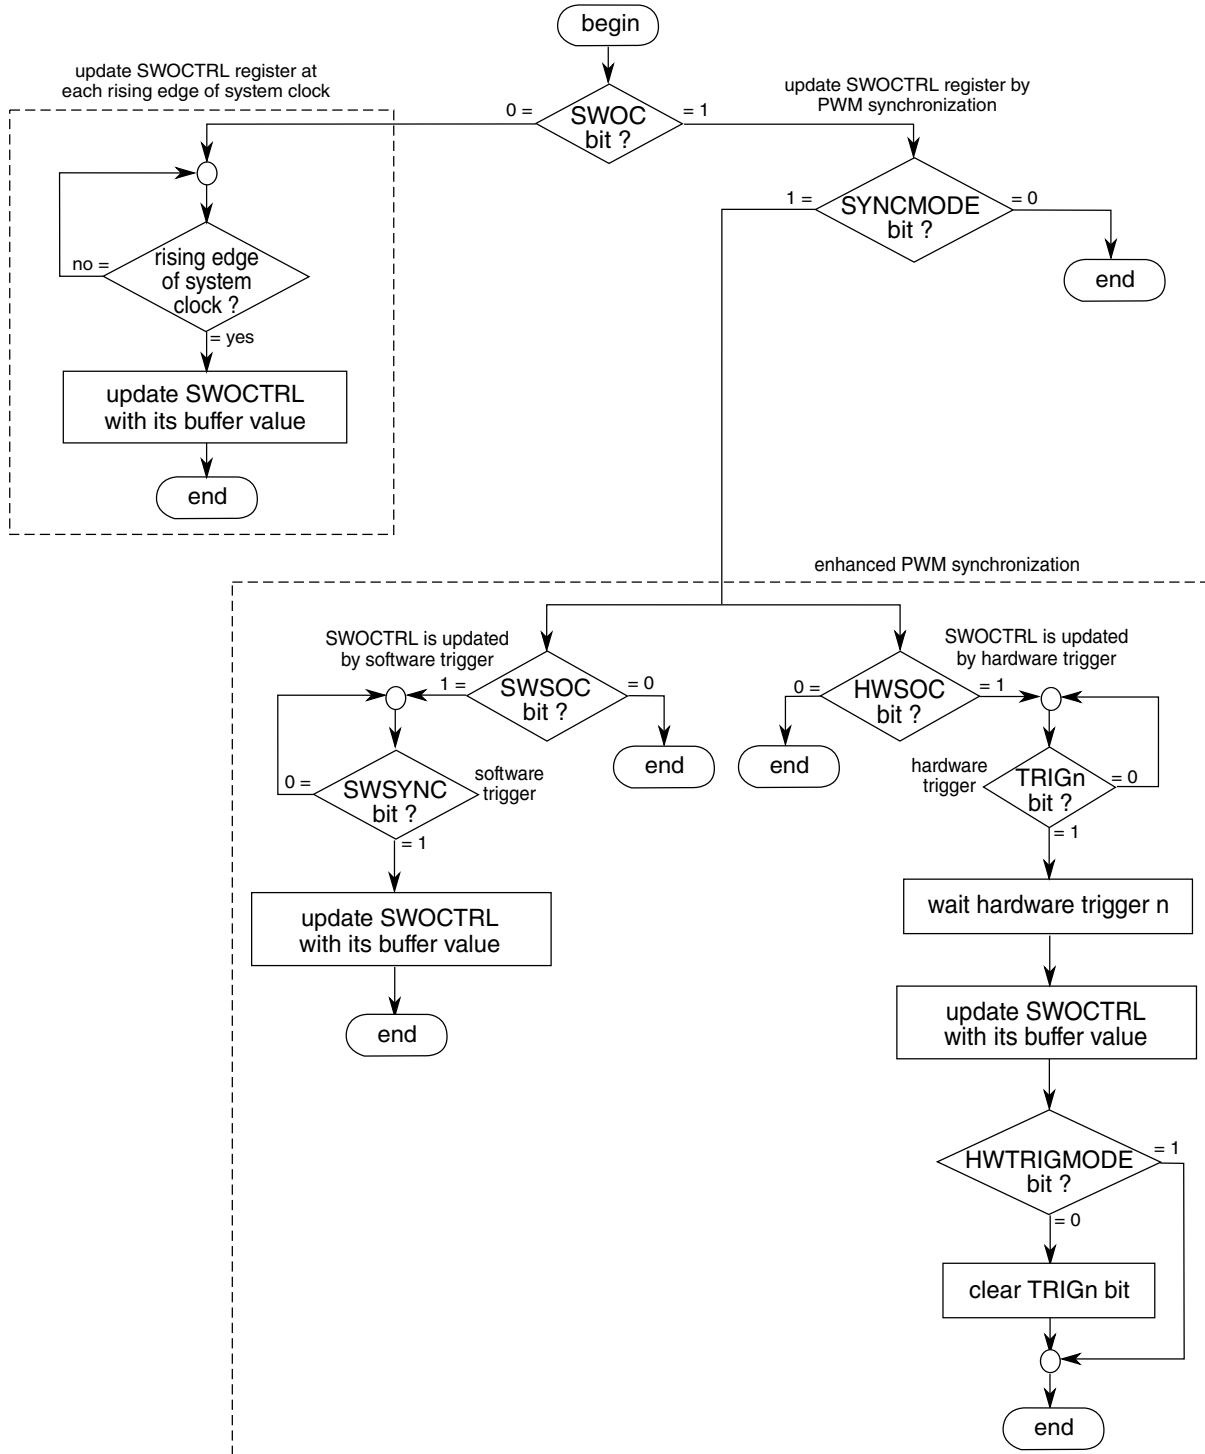 begin
update SWOCTRL register at
each rising edge of system clock
update SWOCTRL register by
PWM synchronization
0 =
SWOC
bit ?
= 1
1 =
SYNCMODE
bit ?
= 0
end
no =
rising edge
of system
clock ?
= yes
update SWOCTRL
with its buffer value
end
enhanced PWM synchronization
SWOCTRL is updated
by software trigger
SWOCTRL is updated
by hardware trigger
1 =
SWSOC
bit ?
= 0
end
0 =
HWSOC
bit ?
= 1
end
0 =
SWSYNC
bit ?
software
trigger
= 1
hardware
trigger
TRIGn
bit ?
= 0
= 1
update SWOCTRL
with its buffer value
end
wait hardware trigger n
update SWOCTRL
with its buffer value
HWTRIGMODE
bit ?
= 1
= 0
clear TRIGn bit
end